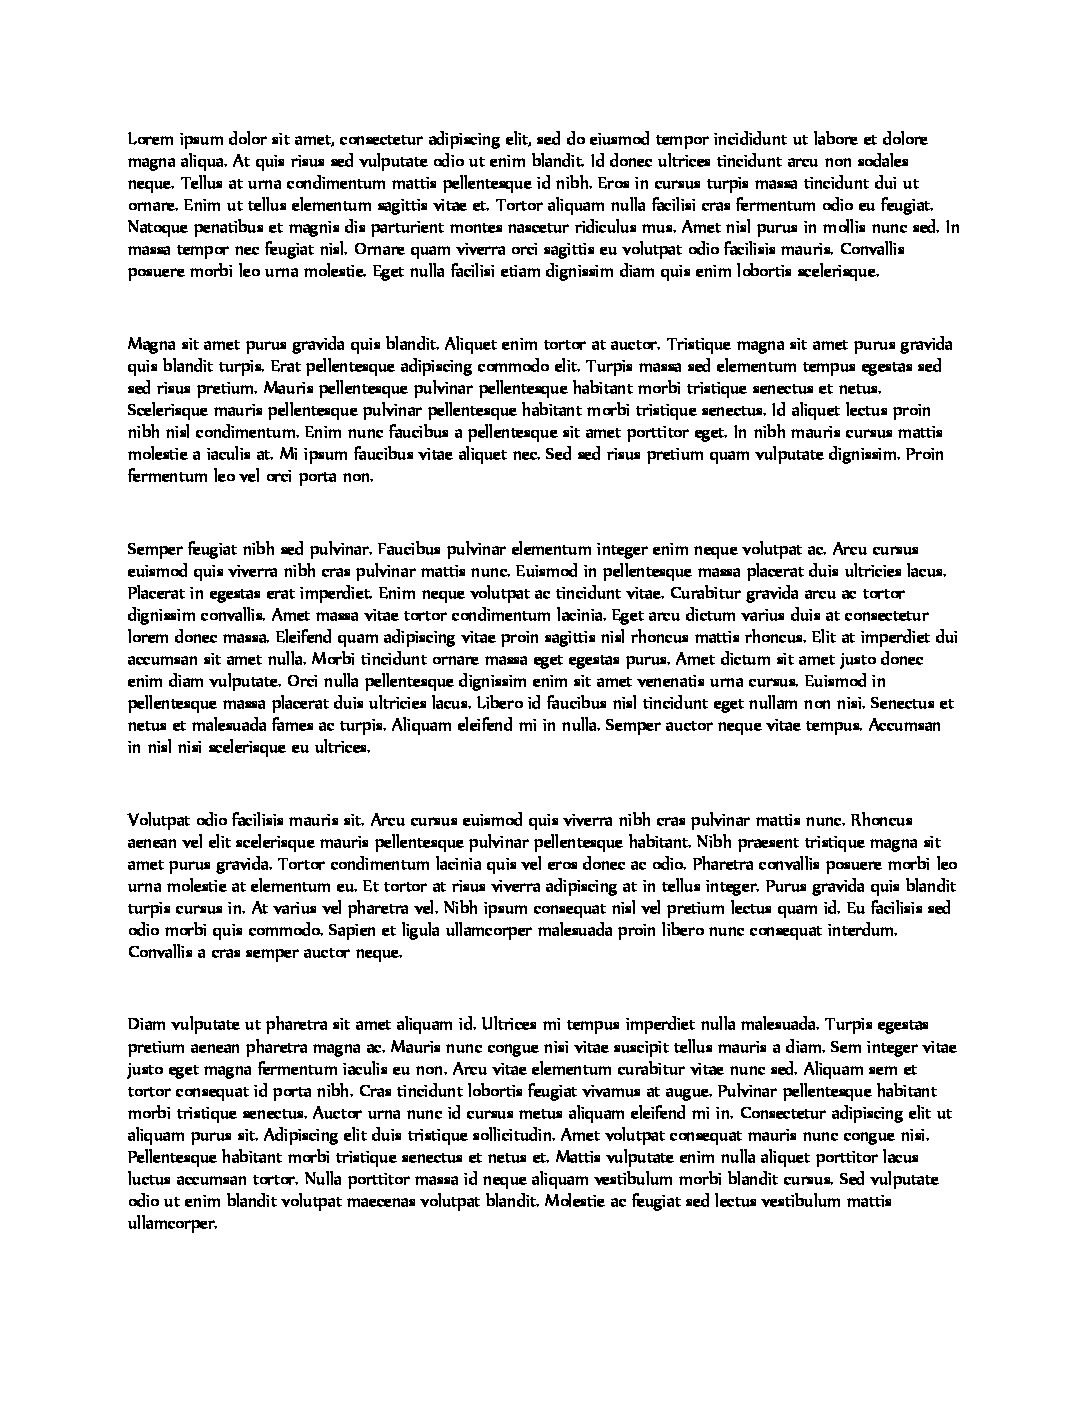 Lorem ipsum dolor sit amet, consectetur adipiscing elit, sed do eiusmod tempor incididunt ut labore et dolore
magna aliqua. At quis risus sed vulputate odio ut enim blandit. Id donec ultrices tincidunt arcu non sodales
neque. Tellus at urna condimentum mattis pellentesque id nibh. Eros in cursus turpis massa tincidunt dui ut
ornare. Enim ut tellus elementum sagittis vitae et. Tortor aliquam nulla facilisi cras fermentum odio eu feugiat.
Natoque penatibus et magnis dis parturient montes nascetur ridiculus mus. Amet nisl purus in mollis nunc sed. In
massa tempor nec feugiat nisl. Ornare quam viverra orci sagittis eu volutpat odio facilisis mauris. Convallis
posuere morbi leo urna molestie. Eget nulla facilisi etiam dignissim diam quis enim lobortis scelerisque.
Magna sit amet purus gravida quis blandit. Aliquet enim tortor at auctor. Tristique magna sit amet purus gravida
quis blandit turpis. Erat pellentesque adipiscing commodo elit. Turpis massa sed elementum tempus egestas sed
sed risus pretium. Mauris pellentesque pulvinar pellentesque habitant morbi tristique senectus et netus.
Scelerisque mauris pellentesque pulvinar pellentesque habitant morbi tristique senectus. Id aliquet lectus proin
nibh nisl condimentum. Enim nunc faucibus a pellentesque sit amet porttitor eget. In nibh mauris cursus mattis
molestie a iaculis at. Mi ipsum faucibus vitae aliquet nec. Sed sed risus pretium quam vulputate dignissim. Proin
fermentum leo vel orci porta non.
Semper feugiat nibh sed pulvinar. Faucibus pulvinar elementum integer enim neque volutpat ac. Arcu cursus
euismod quis viverra nibh cras pulvinar mattis nunc. Euismod in pellentesque massa placerat duis ultricies lacus.
Placerat in egestas erat imperdiet. Enim neque volutpat ac tincidunt vitae. Curabitur gravida arcu ac tortor
dignissim convallis. Amet massa vitae tortor condimentum lacinia. Eget arcu dictum varius duis at consectetur
lorem donec massa. Eleifend quam adipiscing vitae proin sagittis nisl rhoncus mattis rhoncus. Elit at imperdiet dui
accumsan sit amet nulla. Morbi tincidunt ornare massa eget egestas purus. Amet dictum sit amet justo donec
enim diam vulputate. Orci nulla pellentesque dignissim enim sit amet venenatis urna cursus. Euismod in
pellentesque massa placerat duis ultricies lacus. Libero id faucibus nisl tincidunt eget nullam non nisi. Senectus et
netus et malesuada fames ac turpis. Aliquam eleifend mi in nulla. Semper auctor neque vitae tempus. Accumsan
in nisl nisi scelerisque eu ultrices.
Volutpat odio facilisis mauris sit. Arcu cursus euismod quis viverra nibh cras pulvinar mattis nunc. Rhoncus
aenean vel elit scelerisque mauris pellentesque pulvinar pellentesque habitant. Nibh praesent tristique magna sit
amet purus gravida. Tortor condimentum lacinia quis vel eros donec ac odio. Pharetra convallis posuere morbi leo
urna molestie at elementum eu. Et tortor at risus viverra adipiscing at in tellus integer. Purus gravida quis blandit
turpis cursus in. At varius vel pharetra vel. Nibh ipsum consequat nisl vel pretium lectus quam id. Eu facilisis sed
odio morbi quis commodo. Sapien et ligula ullamcorper malesuada proin libero nunc consequat interdum.
Convallis a cras semper auctor neque.
Diam vulputate ut pharetra sit amet aliquam id. Ultrices mi tempus imperdiet nulla malesuada. Turpis egestas
pretium aenean pharetra magna ac. Mauris nunc congue nisi vitae suscipit tellus mauris a diam. Sem integer vitae
justo eget magna fermentum iaculis eu non. Arcu vitae elementum curabitur vitae nunc sed. Aliquam sem et
tortor consequat id porta nibh. Cras tincidunt lobortis feugiat vivamus at augue. Pulvinar pellentesque habitant
morbi tristique senectus. Auctor urna nunc id cursus metus aliquam eleifend mi in. Consectetur adipiscing elit ut
aliquam purus sit. Adipiscing elit duis tristique sollicitudin. Amet volutpat consequat mauris nunc congue nisi.
Pellentesque habitant morbi tristique senectus et netus et. Mattis vulputate enim nulla aliquet porttitor lacus
luctus accumsan tortor. Nulla porttitor massa id neque aliquam vestibulum morbi blandit cursus. Sed vulputate
odio ut enim blandit volutpat maecenas volutpat blandit. Molestie ac feugiat sed lectus vestibulum mattis
ullamcorper.